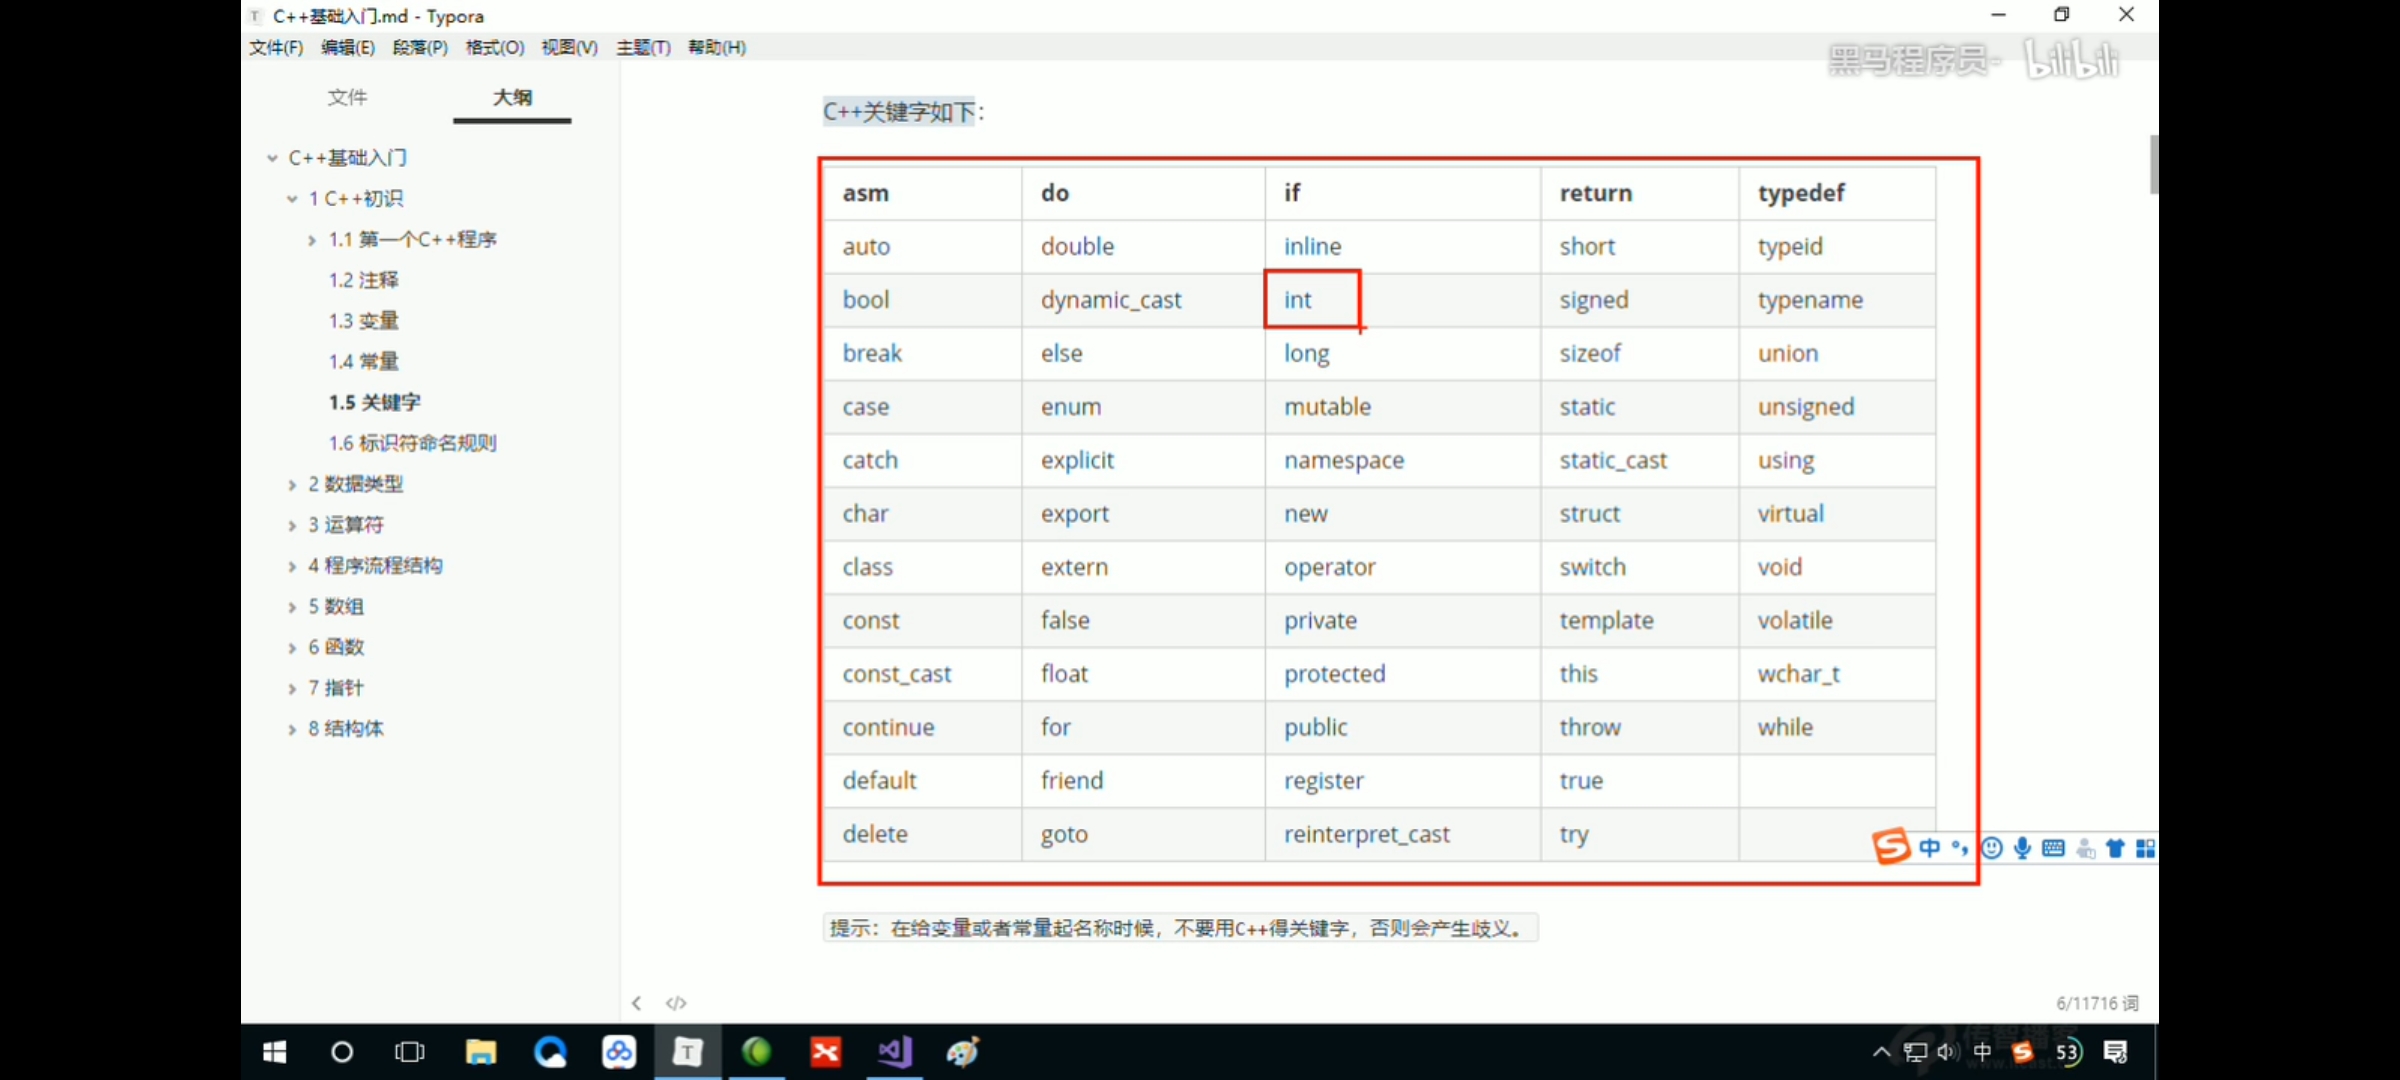 C++基础入门.md - Typora
文件(F) 编辑(E) 段落(P) 格式(O) 视图(V) 主题(T) 帮助(H)
黑马程序员- bilibili
文件 大纲
C++基础入门
1 C++初识
1.1 第一个C++程序
1.2 注释
1.3 变量
1.4 常量
1.5 关键字
1.6 标识符命名规则
2 数据类型
3 运算符
4 程序流程结构
5 数组
6 函数
7 指针
8 结构体
C++关键字如下：
asm do if return typedef
auto double inline short typeid
bool dynamic_cast int signed typename
break else long sizeof union
case enum mutable static unsigned
catch explicit namespace static_cast using
char export new struct virtual
class extern operator switch void
const false private template volatile
const_cast float protected this wchar_t
continue for public throw while
default friend register true
delete goto reinterpret_cast try
中
提示：在给变量或者常量起名称时候，不要用C++得关键字，否则会产生歧义。
6/11716 词
中 53